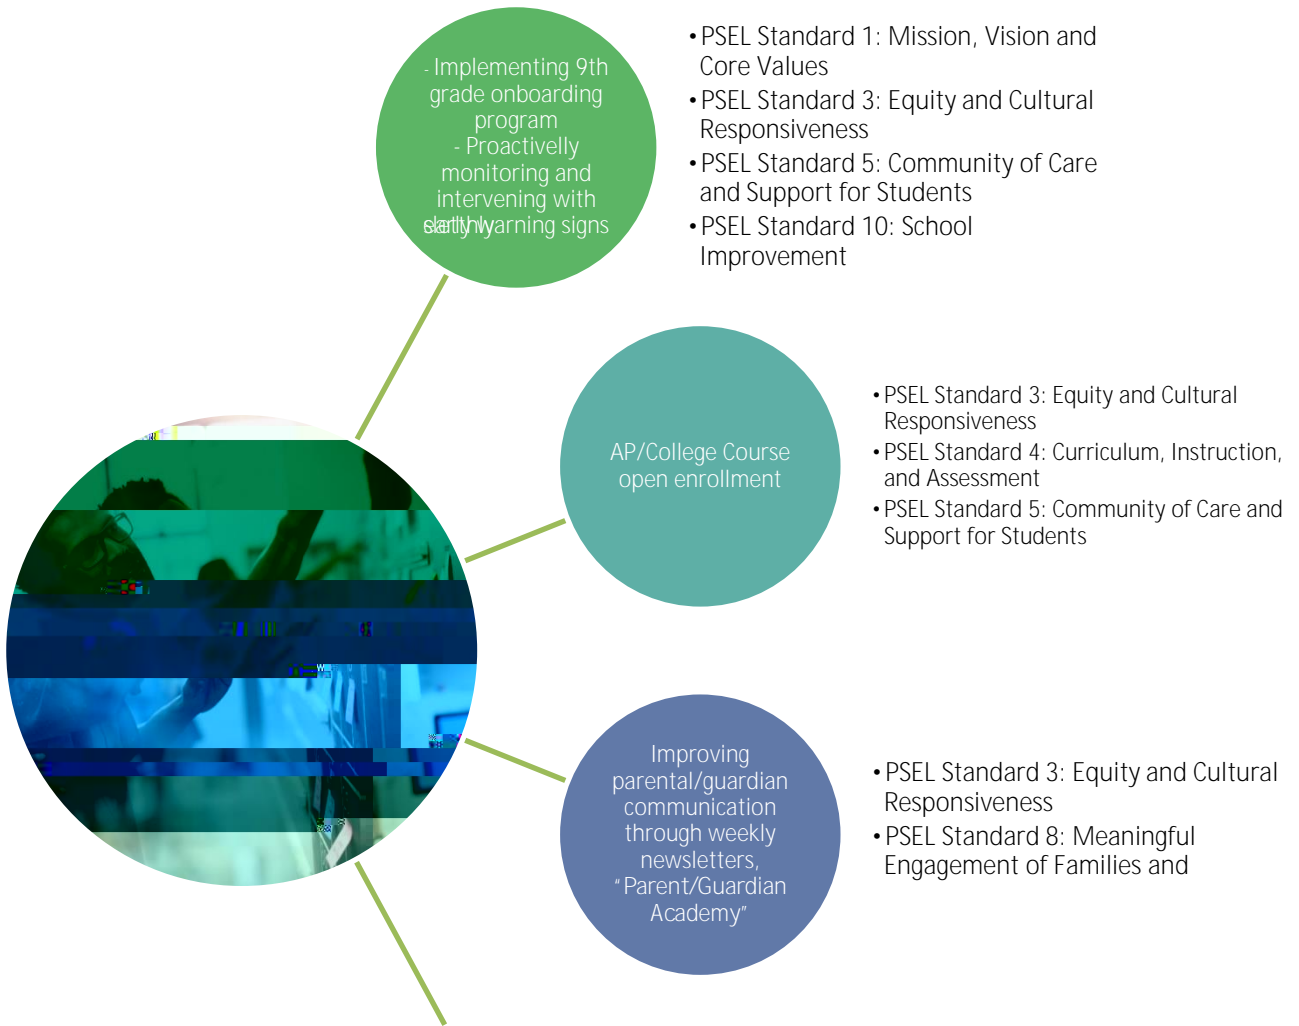 - Implementing 9th
grade onboarding
program
- Proactivelly
monitoring and
intervening with
early warning signs
• PSEL Standard 1: Mission, Vision and
Core Values
• PSEL Standard 3: Equity and Cultural
Responsiveness
• PSEL Standard 5: Community of Care
and Support for Students
• PSEL Standard 10: School
Improvement
AP/College Course
open enrollment
• PSEL Standard 3: Equity and Cultural
Responsiveness
• PSEL Standard 4: Curriculum, Instruction,
and Assessment
• PSEL Standard 5: Community of Care and
Support for Students
Improving
parental/guardian
communication
through weekly
newsletters,
"Parent/Guardian
Academy"
• PSEL Standard 3: Equity and Cultural
Responsiveness
• PSEL Standard 8: Meaningful
Engagement of Families and